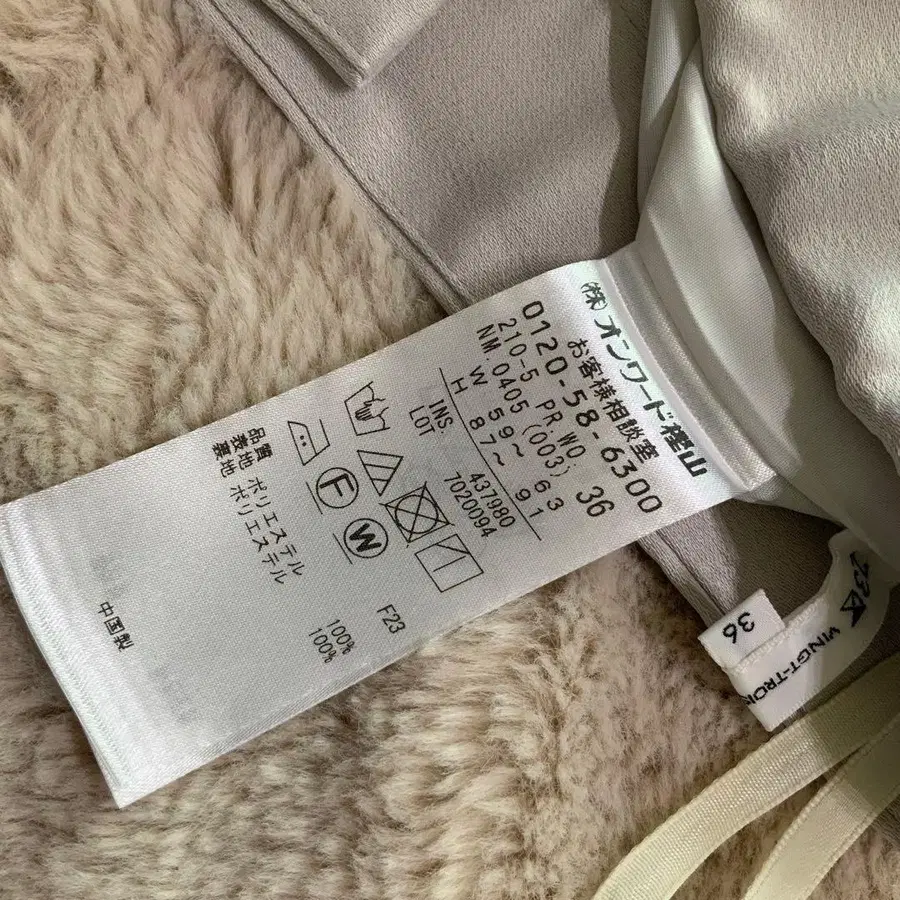 (株)オンワード樫山
お客様相談室
0120-58-6300
210-5 PR.WO. 36
NM 0405 (003)
W 59~ 63
H 87~ 91
INS. 437980
LOT 7020094
F
W
F23
品質
表地 ポリエステル 100%
裏地 ポリエステル 100%
中国製
36
23区
VINGT-TROIS